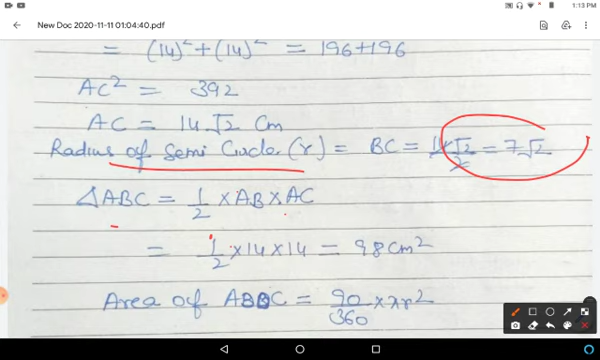 1:13 PM
New Doc 2020-11-11 01:04:40.pdf
= (14)² + (14)² = 196+196
AC² = 392
AC = 14√2 Cm
Radius of Semi Circle (r) = BC = 14√2/2 = 7√2
△ABC = 1/2 × AB × AC
= 1/2 × 14 × 14 = 98 cm²
Area of ABDC = 90/360 × πr²